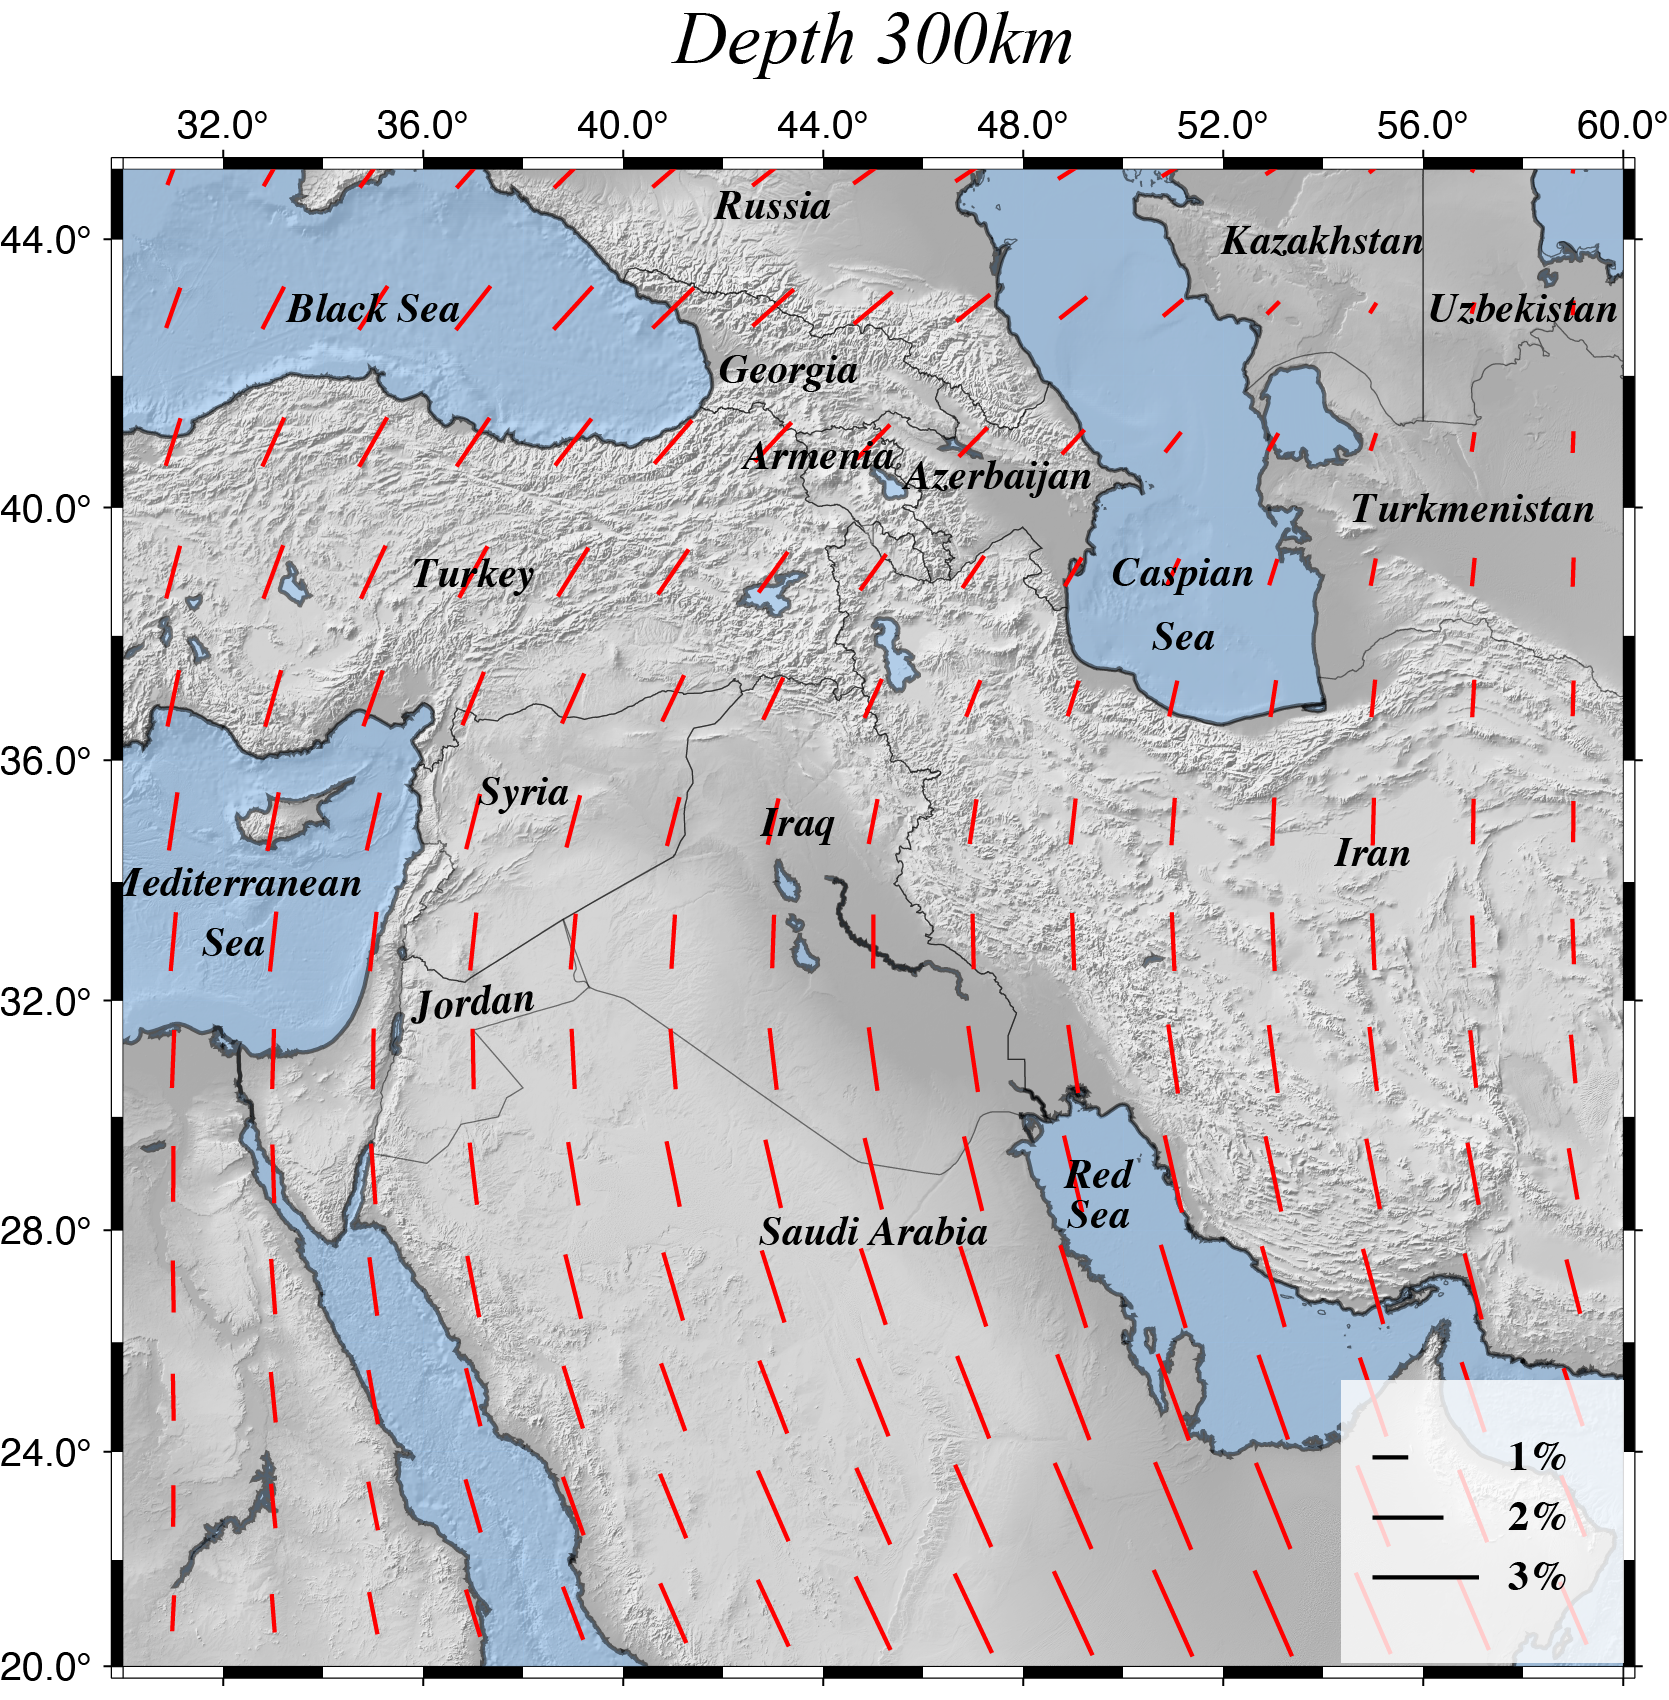 Depth 300km
32.0° 36.0° 40.0° 44.0° 48.0° 52.0° 56.0° 60.0°
Russia
44.0°
Kazakhstan
Black Sea
Uzbekistan
Georgia
Armenia
Azerbaijan
40.0°
Turkmenistan
Turkey
Caspian
Sea
36.0°
Syria
Iraq
Iran
Mediterranean
Sea
32.0°
Jordan
Red
Sea
28.0°
Saudi Arabia
24.0°
1%
2%
3%
20.0°